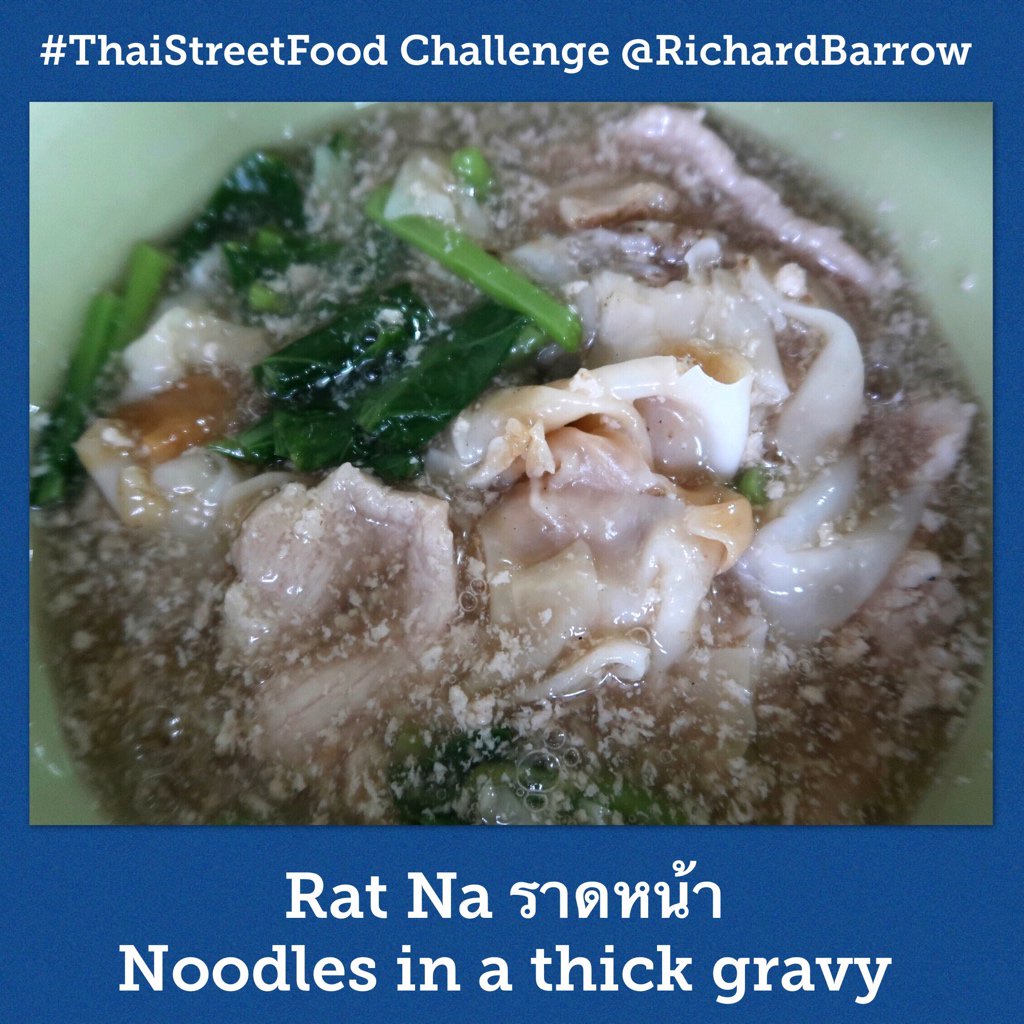 #ThaiStreetFood Challenge @RichardBarrow
Rat Na ราดหน้า
Noodles in a thick gravy